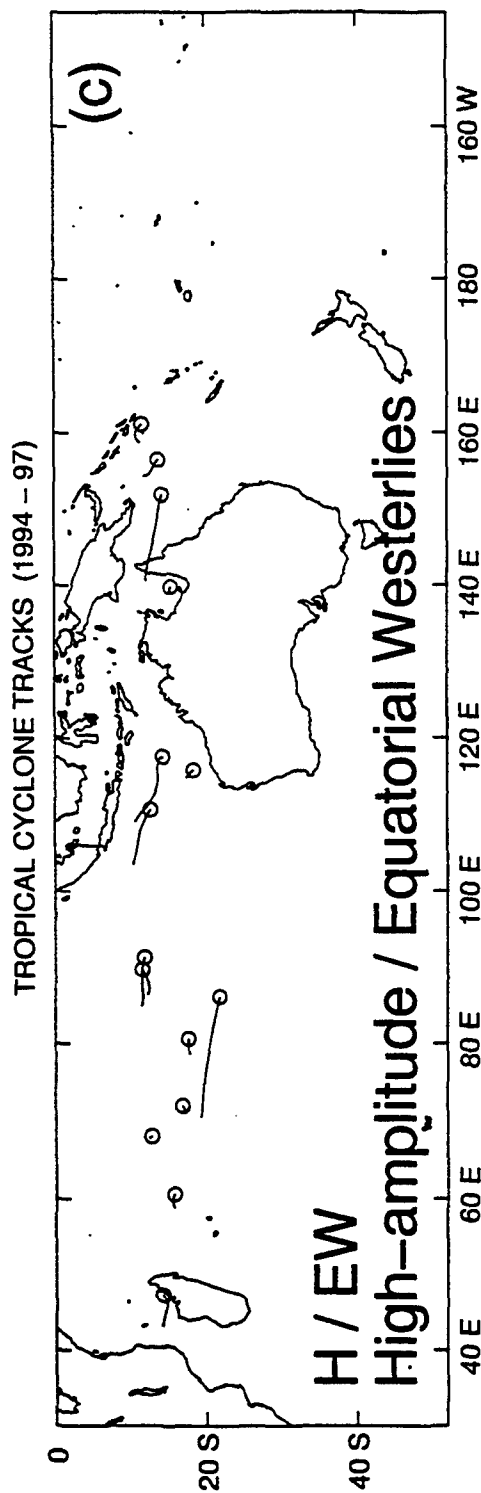 TROPICAL CYCLONE TRACKS (1994 – 97)
(c)
0
20 S
40 S
H / EW
High–amplitude / Equatorial Westerlies
40 E
60 E
80 E
100 E
120 E
140 E
160 E
180
160 W